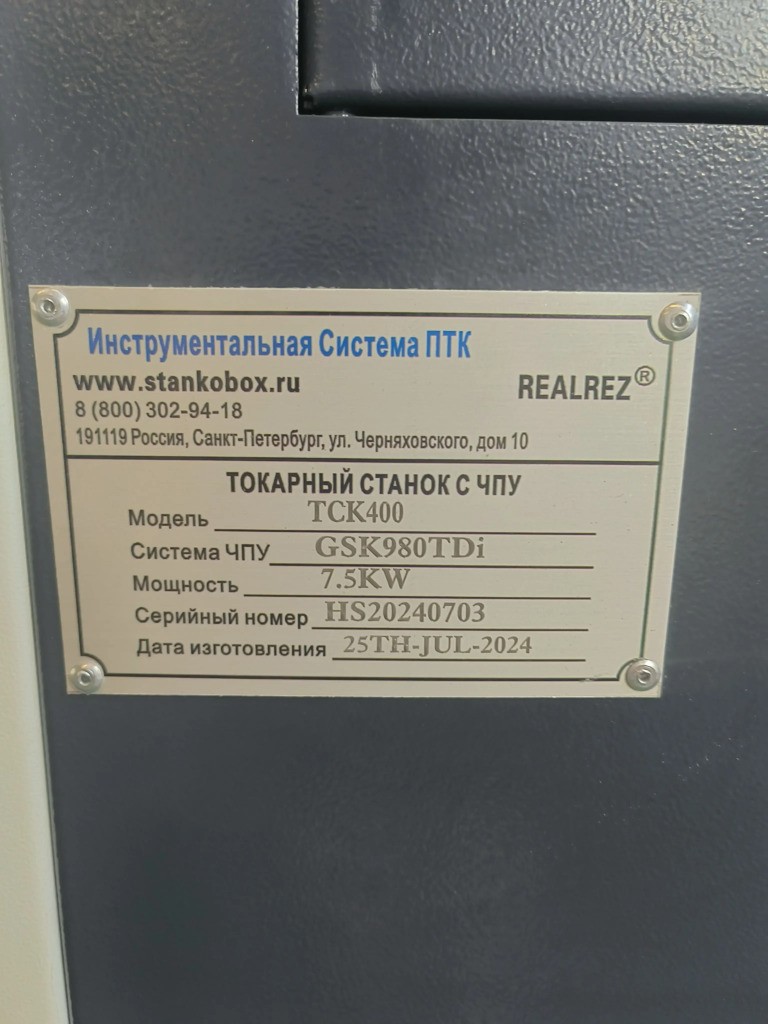 Инструментальная Система ПТК
www.stankobox.ru
REALREZ®
8 (800) 302-94-18
191119 Россия, Санкт-Петербург, ул. Черняховского, дом 10
ТОКАРНЫЙ СТАНОК С ЧПУ
Модель TCK400
Система ЧПУ GSK980TDi
Мощность 7.5KW
Серийный номер HS20240703
Дата изготовления 25TH-JUL-2024